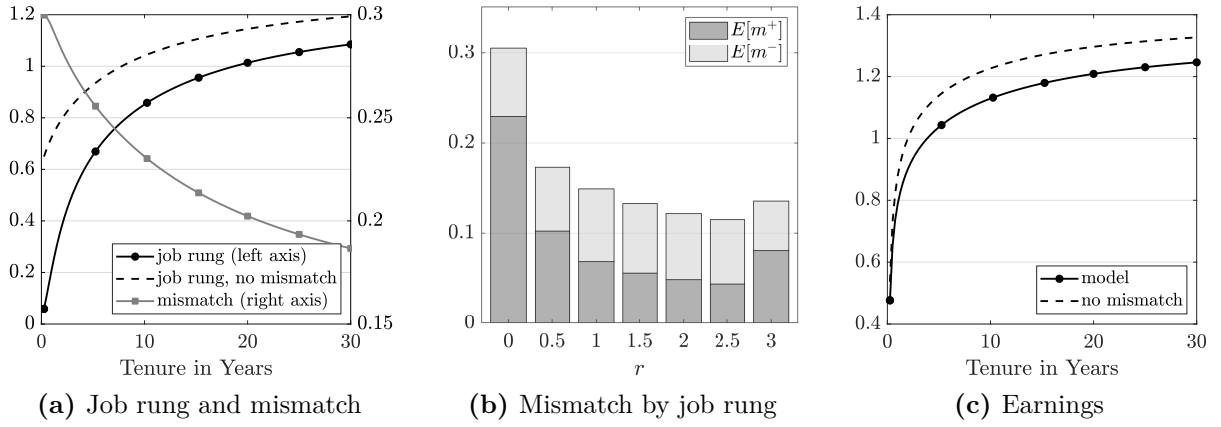 1.2
1
0.8
0.6
0.4
0.2
0
0.3
0.25
0.2
0.15
job rung (left axis)
job rung, no mismatch
mismatch (right axis)
0 10 20 30
Tenure in Years
(a) Job rung and mismatch
0.3
0.2
0.1
0
E[m⁺]
E[m⁻]
0 0.5 1 1.5 2 2.5 3
r
(b) Mismatch by job rung
1.4
1.2
1
0.8
0.6
0.4
model
no mismatch
0 10 20 30
Tenure in Years
(c) Earnings